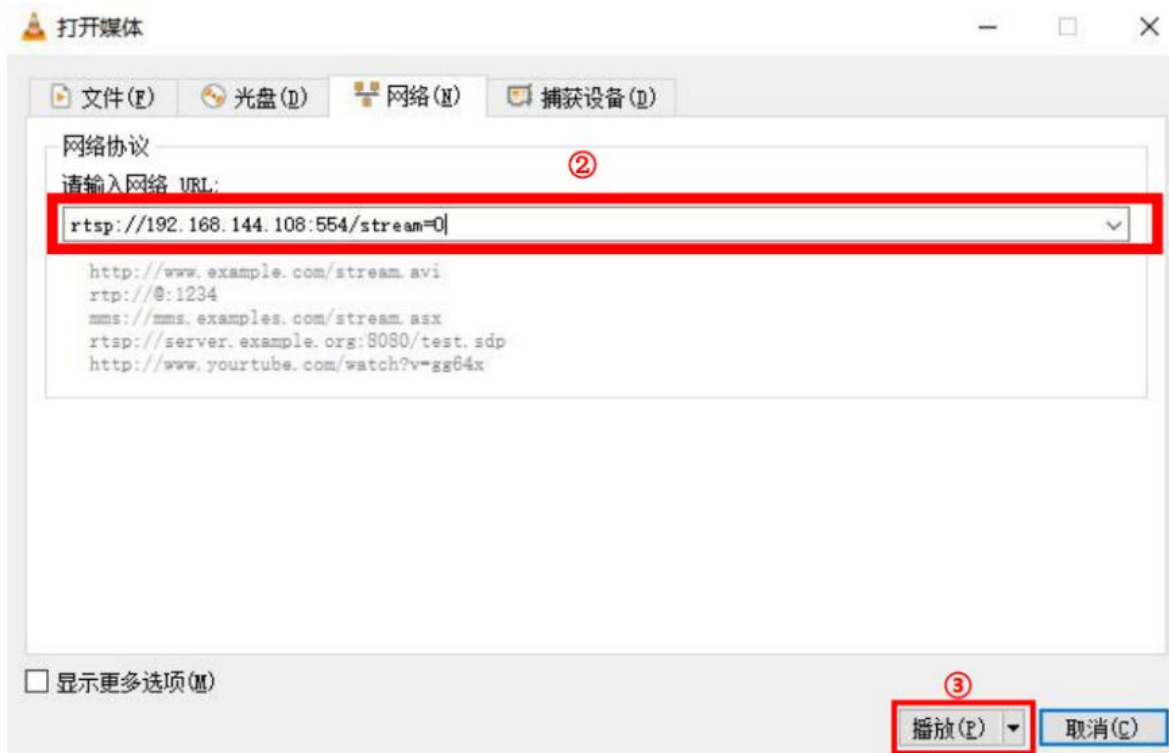 打开媒体
文件(F) 光盘(D) 网络(N) 捕获设备(D)
网络协议
②
请输入网络 URL:
rtsp://192.168.144.108:554/stream=0
http://www.example.com/stream.avi
rtp://@:1234
mms://mms.examples.com/stream.asx
rtsp://server.example.org:8080/test.sdp
http://www.yourtube.com/watch?v=gg64x
显示更多选项(M)
③
播放(P) 取消(C)